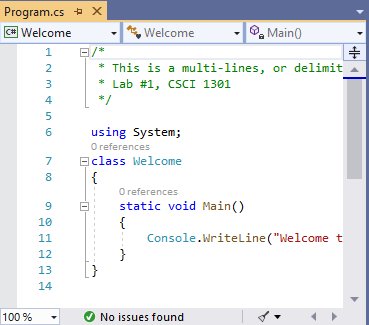 Program.cs
Welcome Welcome Main()
1 /*
2 * This is a multi-lines, or delimit
3 * Lab #1, CSCI 1301
4 */
5
6 using System;
0 references
7 class Welcome
8 {
0 references
9 static void Main()
10 {
11 Console.WriteLine("Welcome t
12 }
13 }
14
100 % No issues found